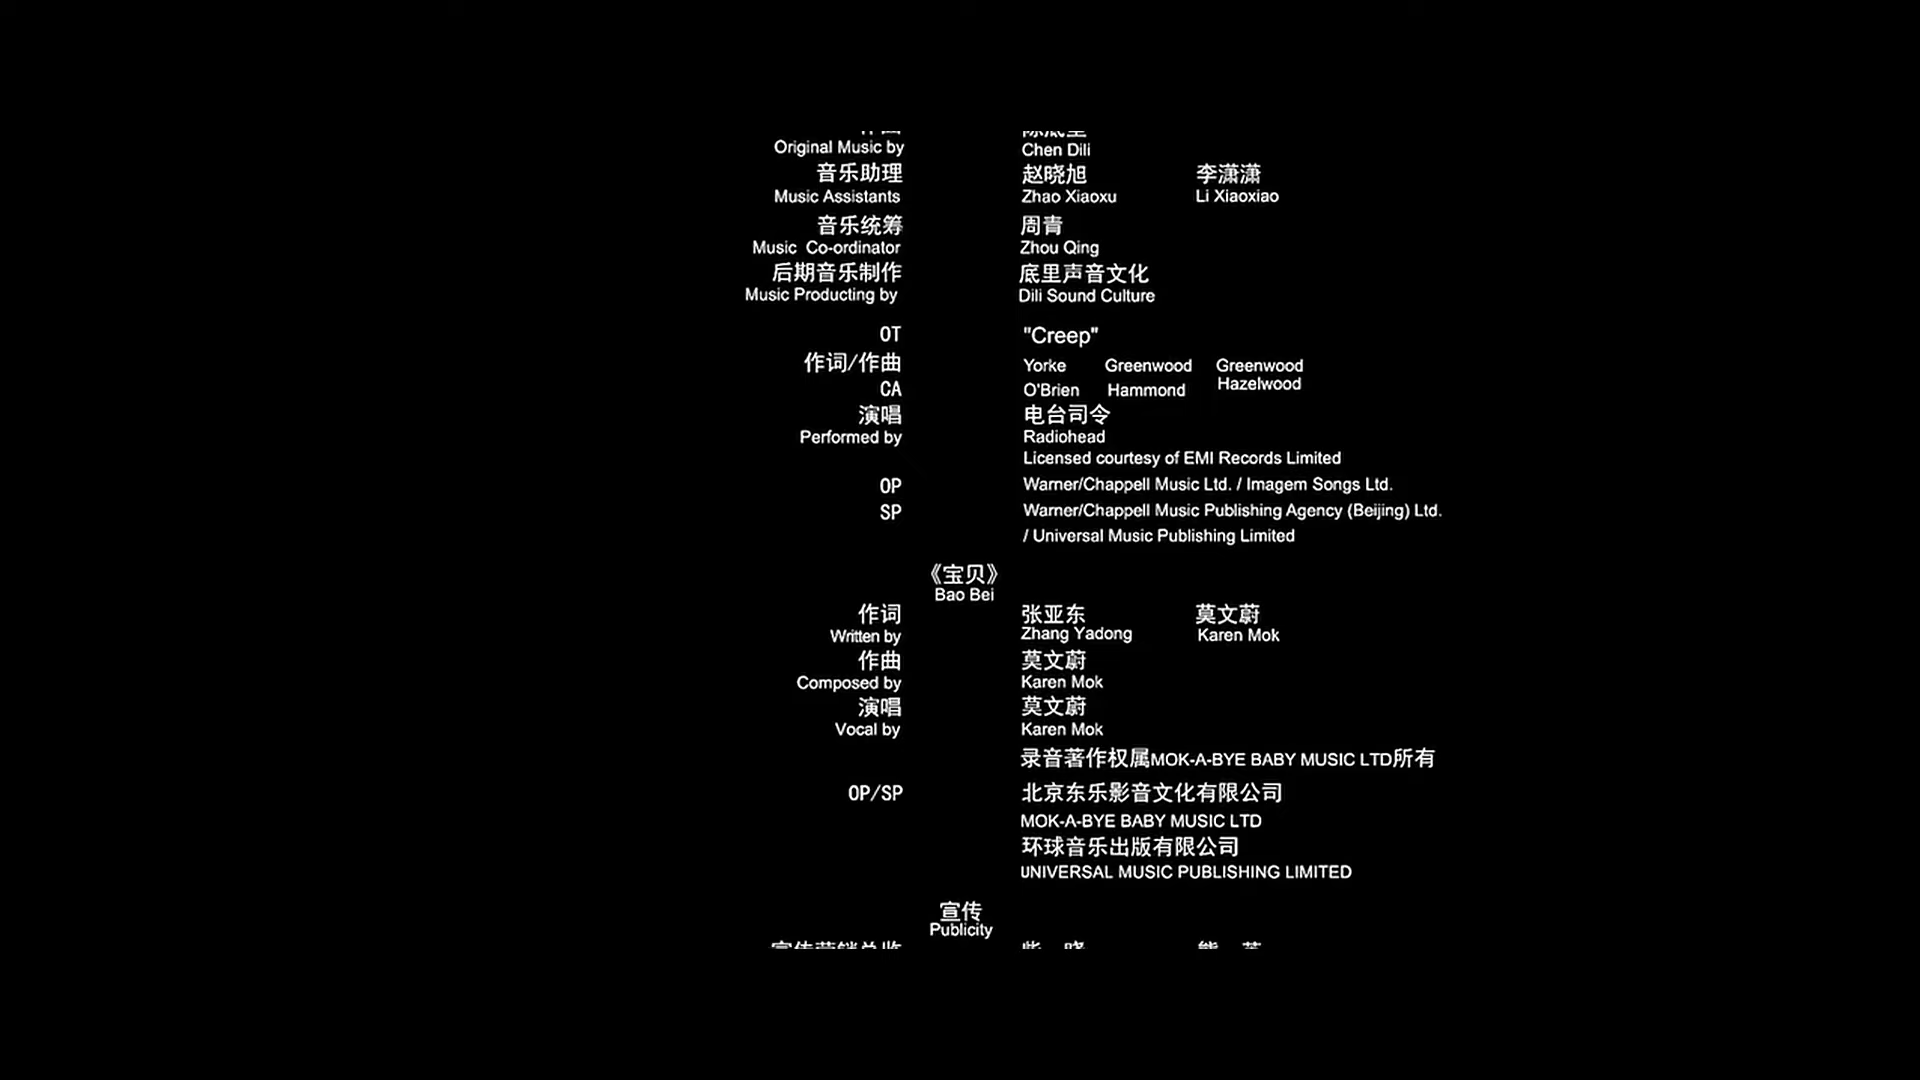 Original Music by Chen Dili
音乐助理 赵晓旭 李潇潇
Music Assistants Zhao Xiaoxu Li Xiaoxiao
音乐统筹 周青
Music Co-ordinator Zhou Qing
后期音乐制作 底里声音文化
Music Producting by Dili Sound Culture
OT "Creep"
作词/作曲 Yorke Greenwood Greenwood
CA O'Brien Hammond Hazelwood
演唱 电台司令
Performed by Radiohead
Licensed courtesy of EMI Records Limited
OP Warner/Chappell Music Ltd. / Imagem Songs Ltd.
SP Warner/Chappell Music Publishing Agency (Beijing) Ltd.
/ Universal Music Publishing Limited
《宝贝》
Bao Bei
作词 张亚东 莫文蔚
Written by Zhang Yadong Karen Mok
作曲 莫文蔚
Composed by Karen Mok
演唱 莫文蔚
Vocal by Karen Mok
录音著作权属MOK-A-BYE BABY MUSIC LTD所有
OP/SP 北京东乐影音文化有限公司
MOK-A-BYE BABY MUSIC LTD
环球音乐出版有限公司
UNIVERSAL MUSIC PUBLISHING LIMITED
宣传
Publicity